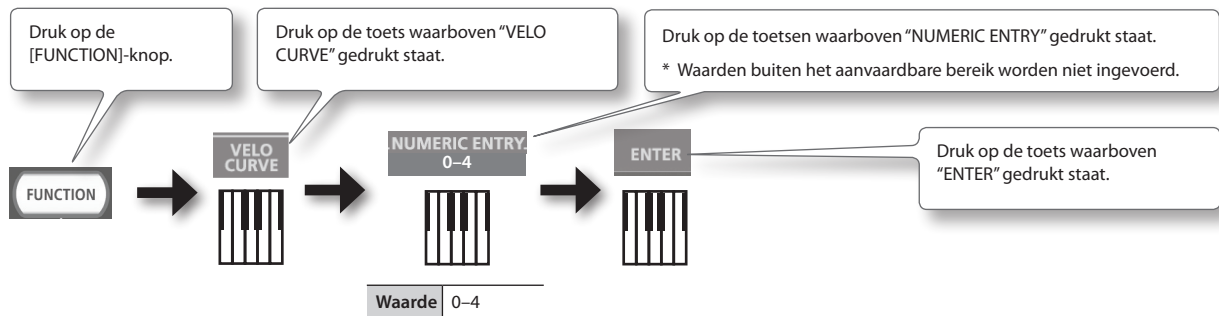 Druk op de
[FUNCTION]-knop.
Druk op de toets waarboven “VELO
CURVE” gedrukt staat.
Druk op de toetsen waarboven “NUMERIC ENTRY” gedrukt staat.
* Waarden buiten het aanvaardbare bereik worden niet ingevoerd.
VELO
CURVE
NUMERIC ENTRY
0–4
ENTER
Druk op de toets waarboven
“ENTER” gedrukt staat.
FUNCTION
Waarde 0–4